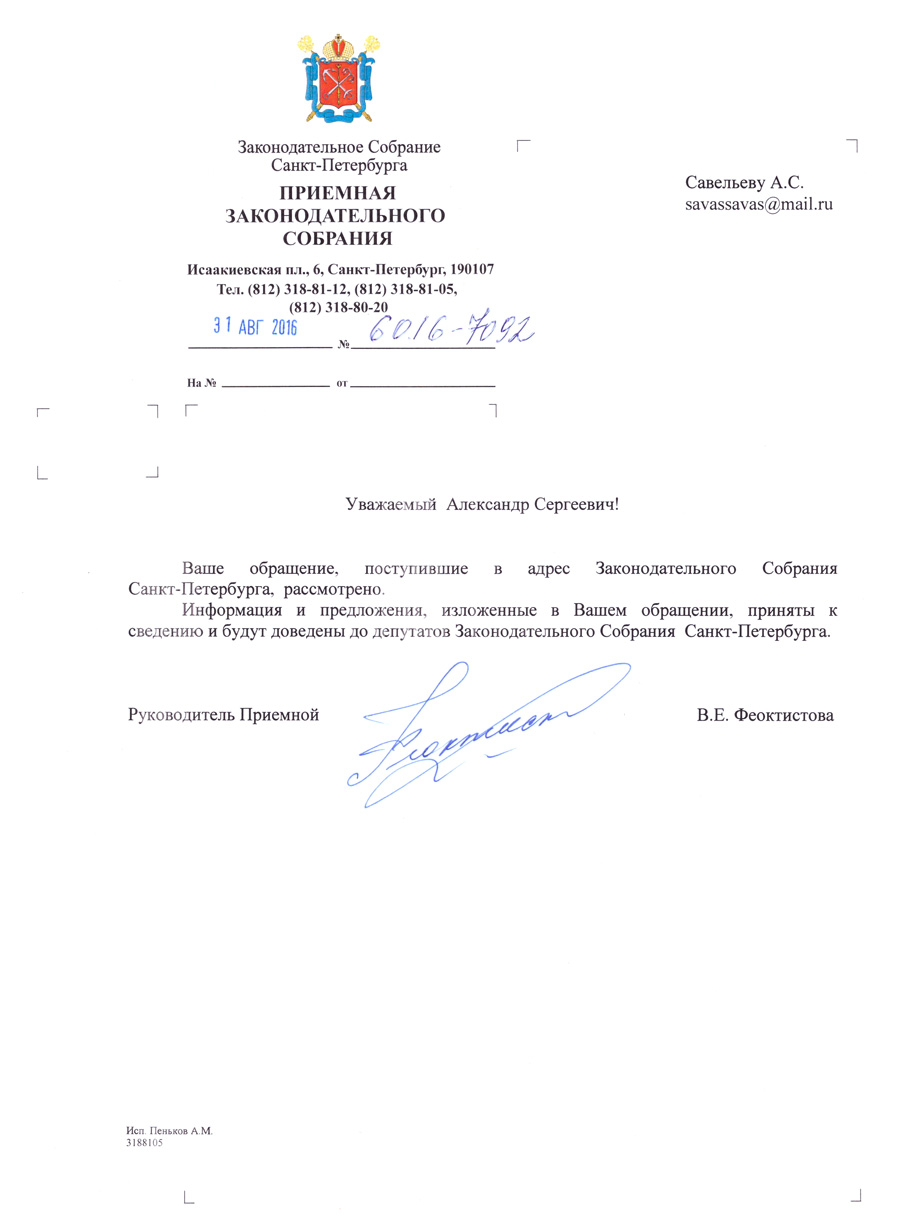 Законодательное Собрание
Санкт-Петербурга
ПРИЕМНАЯ
ЗАКОНОДАТЕЛЬНОГО
СОБРАНИЯ
Исаакиевская пл., 6, Санкт-Петербург, 190107
Тел. (812) 318-81-12, (812) 318-81-05,
(812) 318-80-20
31 АВГ 2016 № 6016-7092
На № от
Савельеву А.С.
savassavas@mail.ru
Уважаемый Александр Сергеевич!
Ваше обращение, поступившие в адрес Законодательного Собрания
Санкт-Петербурга, рассмотрено.
Информация и предложения, изложенные в Вашем обращении, приняты к
сведению и будут доведены до депутатов Законодательного Собрания Санкт-Петербурга.
Руководитель Приемной В.Е. Феоктистова
Исп. Пеньков А.М.
3188105